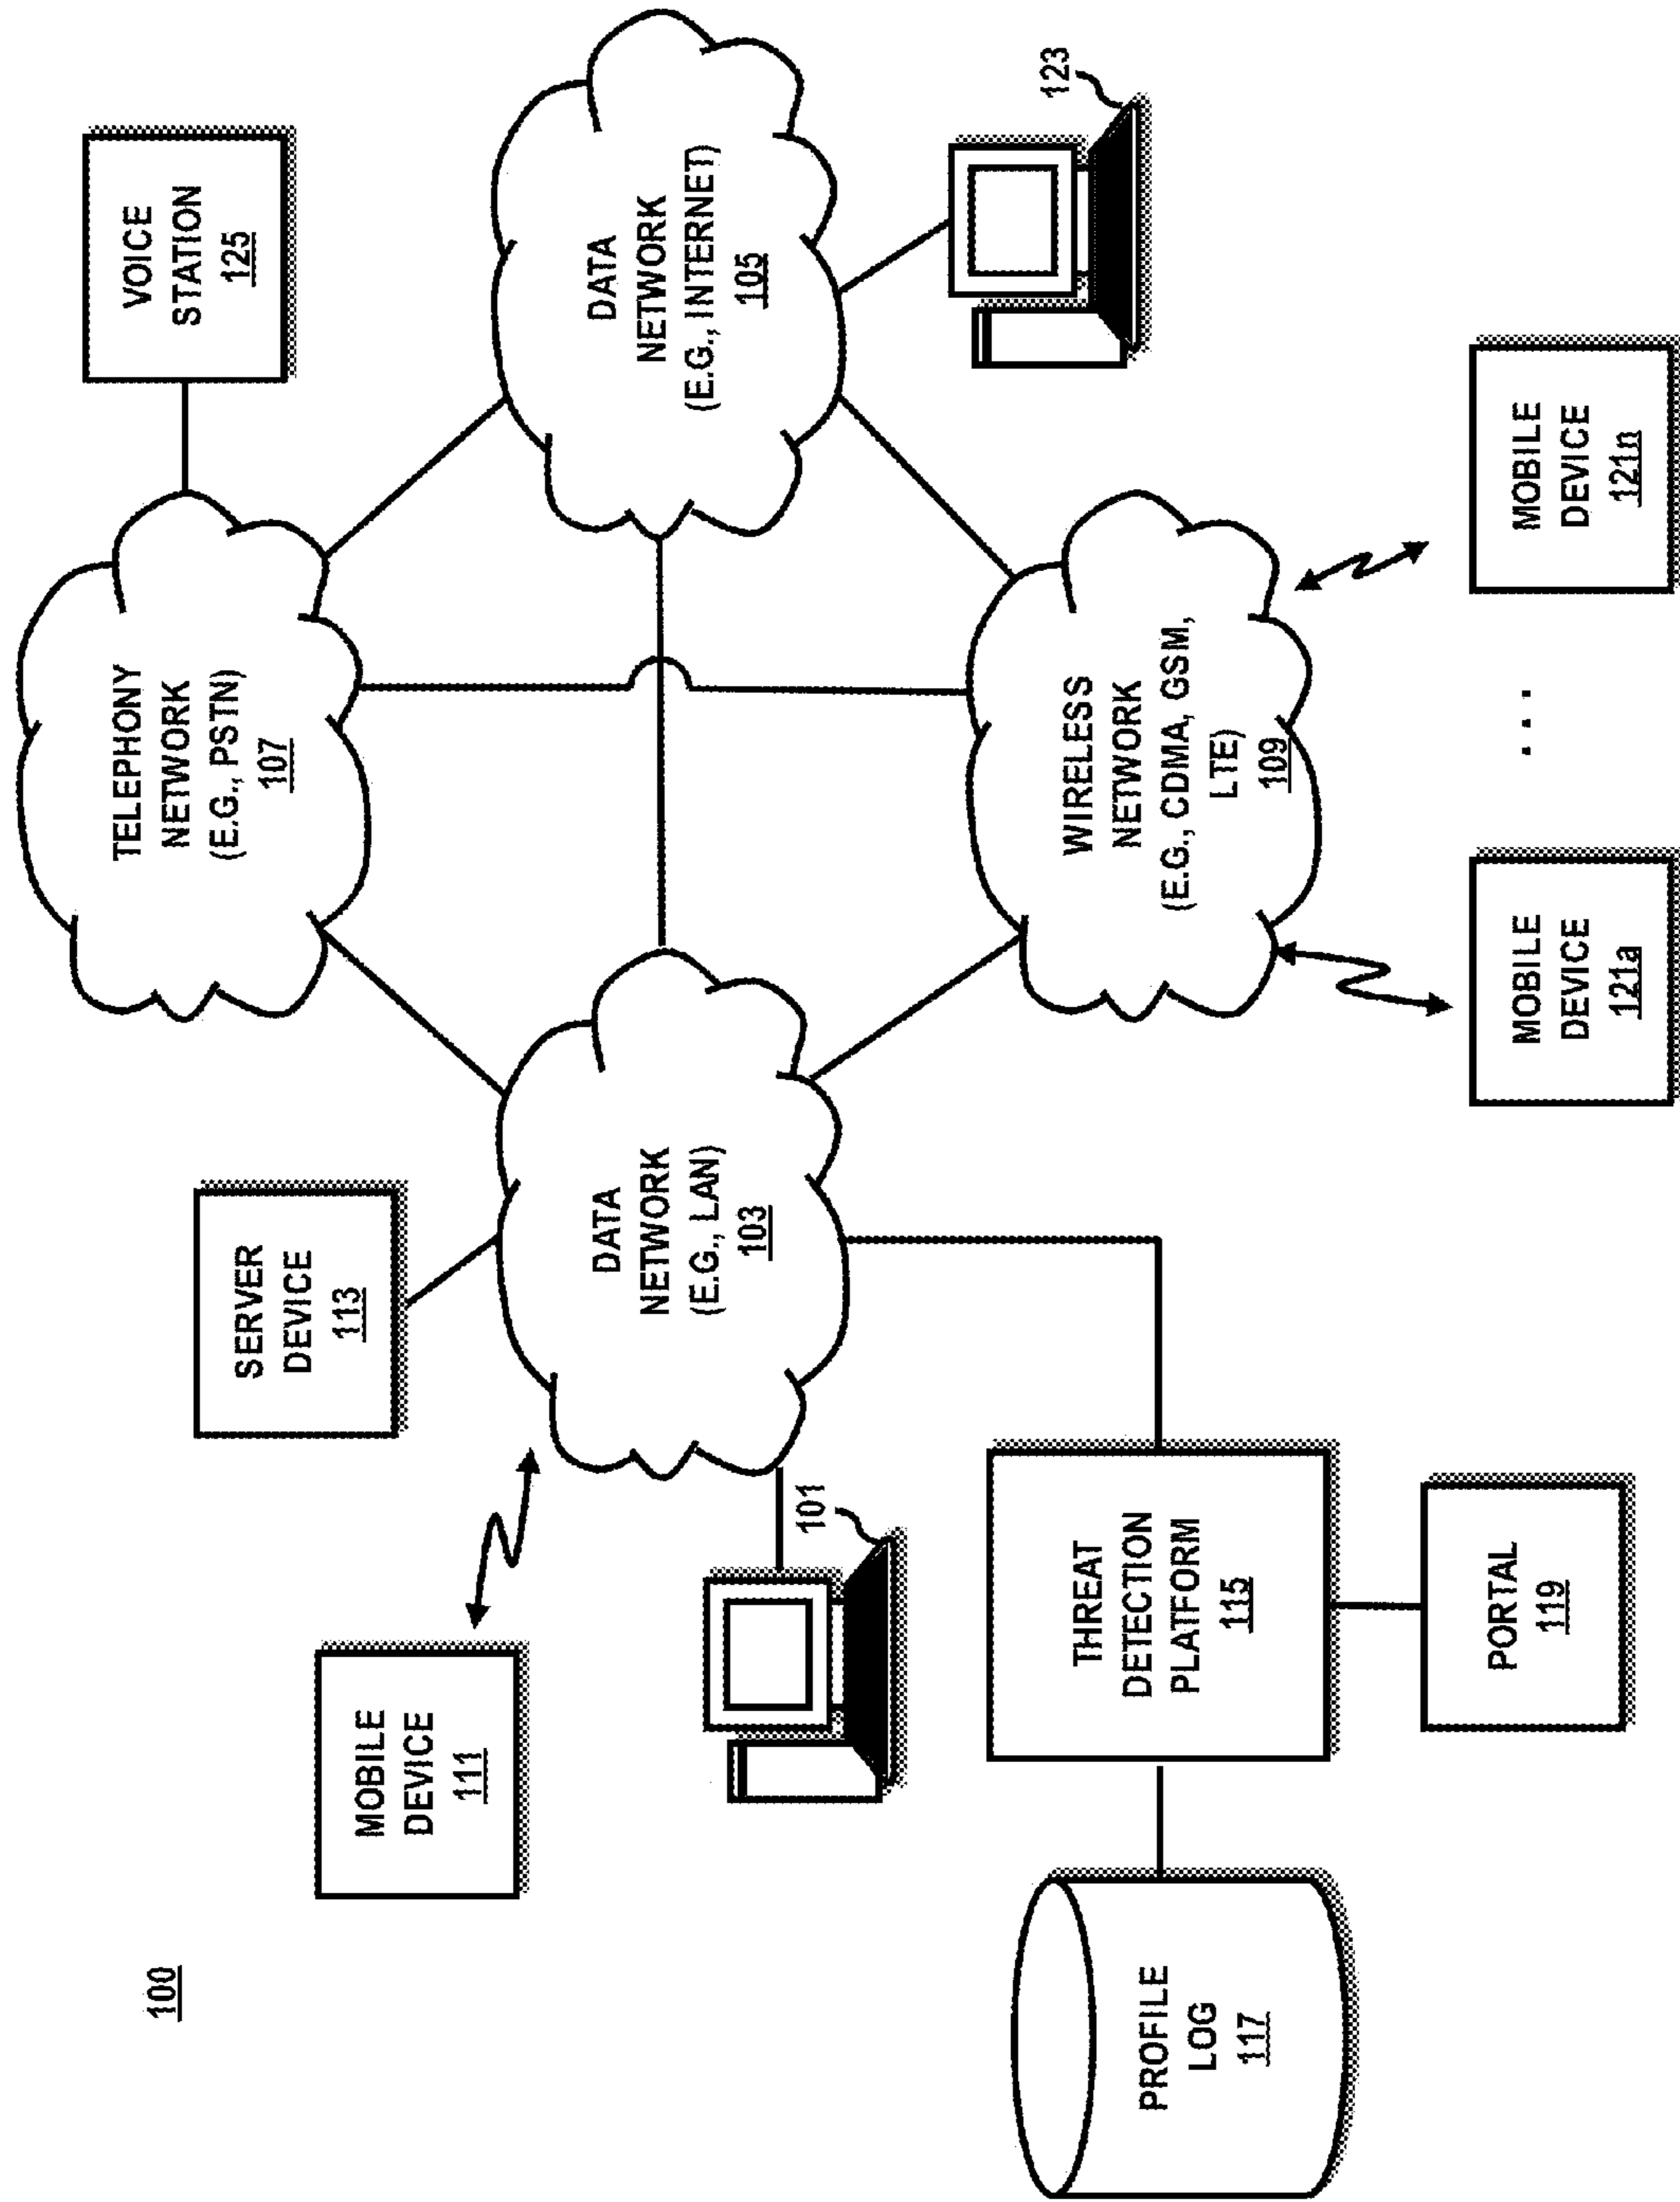 100
TELEPHONY
NETWORK
(E.G., PSTN)
107
VOICE
STATION
125
SERVER
DEVICE
113
MOBILE
DEVICE
111
DATA
NETWORK
(E.G., LAN)
103
DATA
NETWORK
(E.G., INTERNET)
105
101
123
THREAT
DETECTION
PLATFORM
115
WIRELESS
NETWORK
(E.G., CDMA, GSM,
LTE)
109
PROFILE
LOG
117
PORTAL
119
MOBILE
DEVICE
121a
...
MOBILE
DEVICE
121n